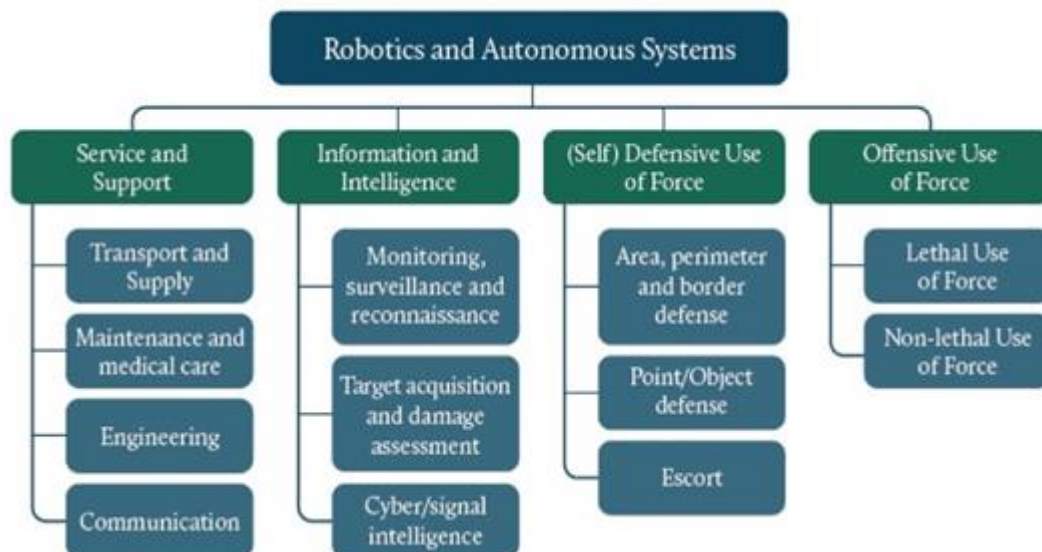 Robotics and Autonomous Systems
Service and
Support
Transport and
Supply
Maintenance and
medical care
Engineering
Communication
Information and
Intelligence
Monitoring,
surveillance and
reconnaissance
Target acquisition
and damage
assessment
Cyber/signal
intelligence
(Self) Defensive Use
of Force
Area, perimeter
and border
defense
Point/Object
defense
Escort
Offensive Use
of Force
Lethal Use
of Force
Non-lethal Use
of Force